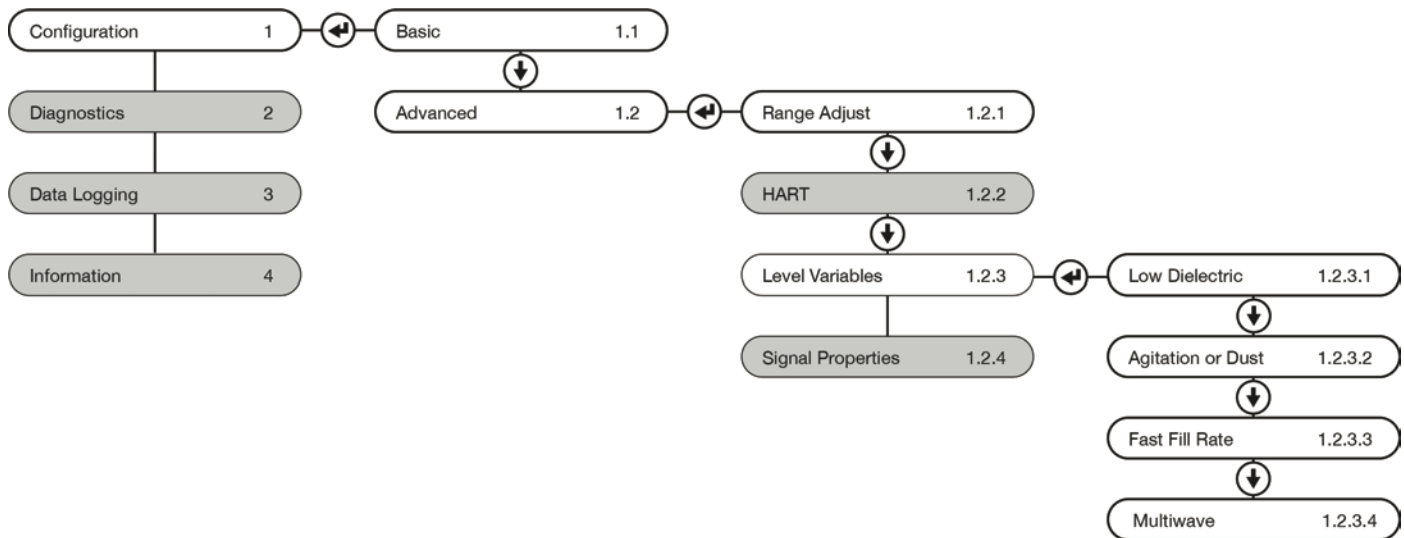 Configuration 1
Basic 1.1
Diagnostics 2
Advanced 1.2
Range Adjust 1.2.1
Data Logging 3
HART 1.2.2
Information 4
Level Variables 1.2.3
Low Dielectric 1.2.3.1
Signal Properties 1.2.4
Agitation or Dust 1.2.3.2
Fast Fill Rate 1.2.3.3
Multiwave 1.2.3.4